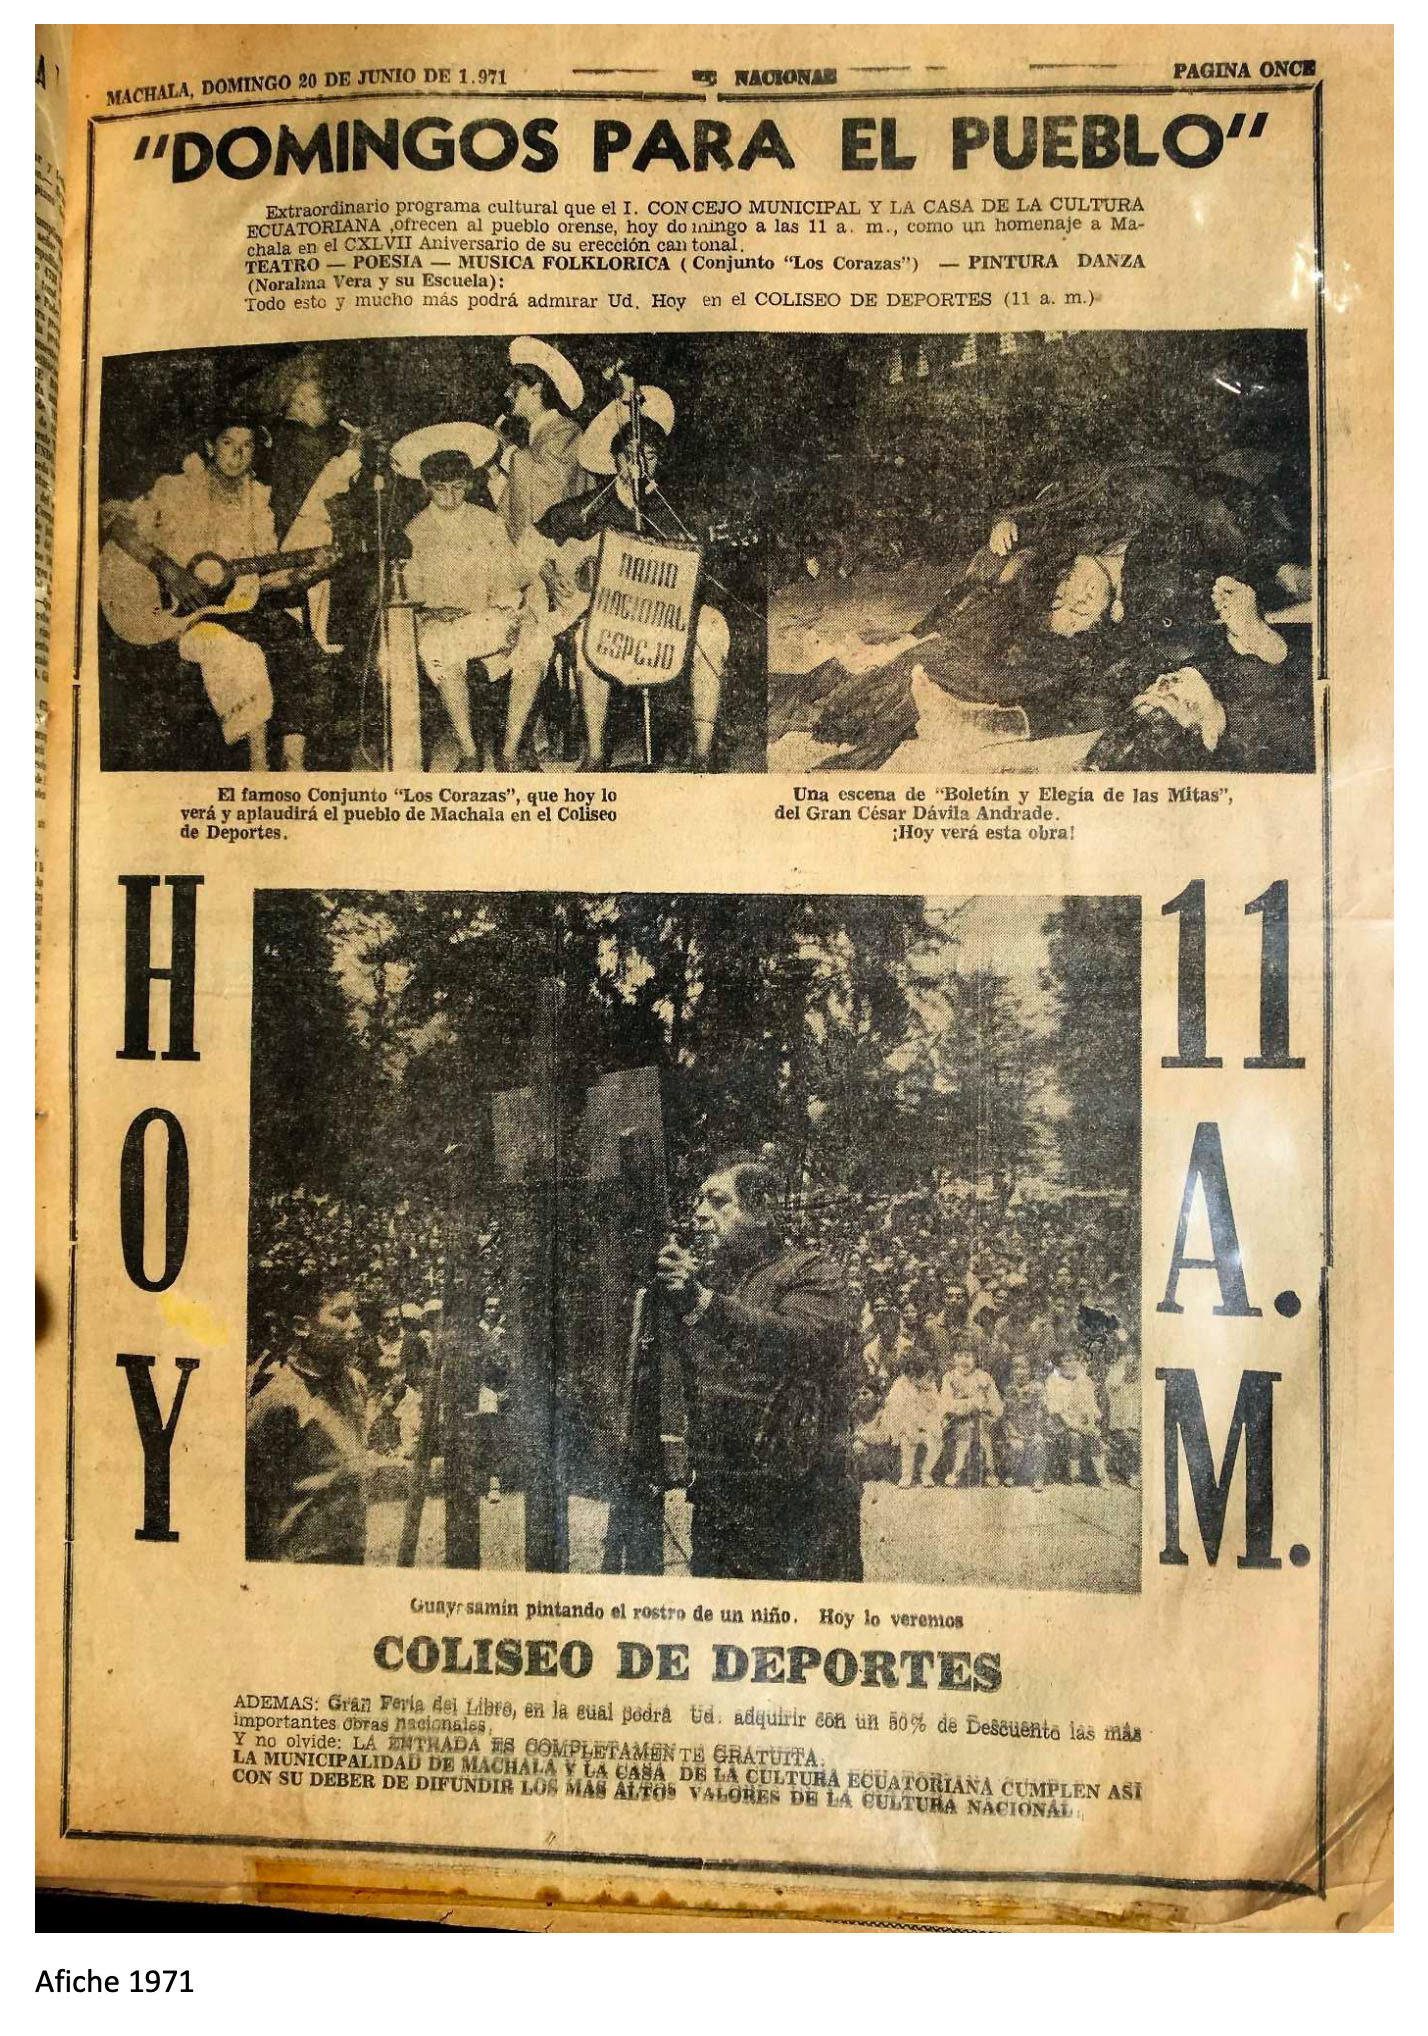 MACHALA, DOMINGO 20 DE JUNIO DE 1.971
NACIONAL
PAGINA ONCE
"DOMINGOS PARA EL PUEBLO"
Extraordinario programa cultural que el I. CONCEJO MUNICIPAL Y LA CASA DE LA CULTURA
ECUATORIANA ,ofrecen al pueblo orense, hoy domingo a las 11 a. m., como un homenaje a Ma-
chala en el CXLVII Aniversario de su erección cantonal.
TEATRO — POESIA — MUSICA FOLKLORICA ( Conjunto "Los Corazas") — PINTURA DANZA
(Noralma Vera y su Escuela):
Todo esto y mucho más podrá admirar Ud. Hoy en el COLISEO DE DEPORTES (11 a. m.)
RADIO
NACIONAL
ESPEJO
El famoso Conjunto "Los Corazas", que hoy lo
verá y aplaudirá el pueblo de Machala en el Coliseo
de Deportes.
Una escena de "Boletín y Elegía de las Mitas",
del Gran César Dávila Andrade.
¡Hoy verá esta obra!
HOY
11 A. M.
Guayasamin pintando el rostro de un niño. Hoy lo veremos
COLISEO DE DEPORTES
ADEMAS: Gran Feria del Libro, en la cual podrá Ud. adquirir con un 50% de Descuento las más
importantes obras nacionales.
Y no olvide: LA ENTRADA ES COMPLETAMENTE GRATUITA.
LA MUNICIPALIDAD DE MACHALA Y LA CASA DE LA CULTURA ECUATORIANA CUMPLEN ASI
CON SU DEBER DE DIFUNDIR LOS MAS ALTOS VALORES DE LA CULTURA NACIONAL.
Afiche 1971